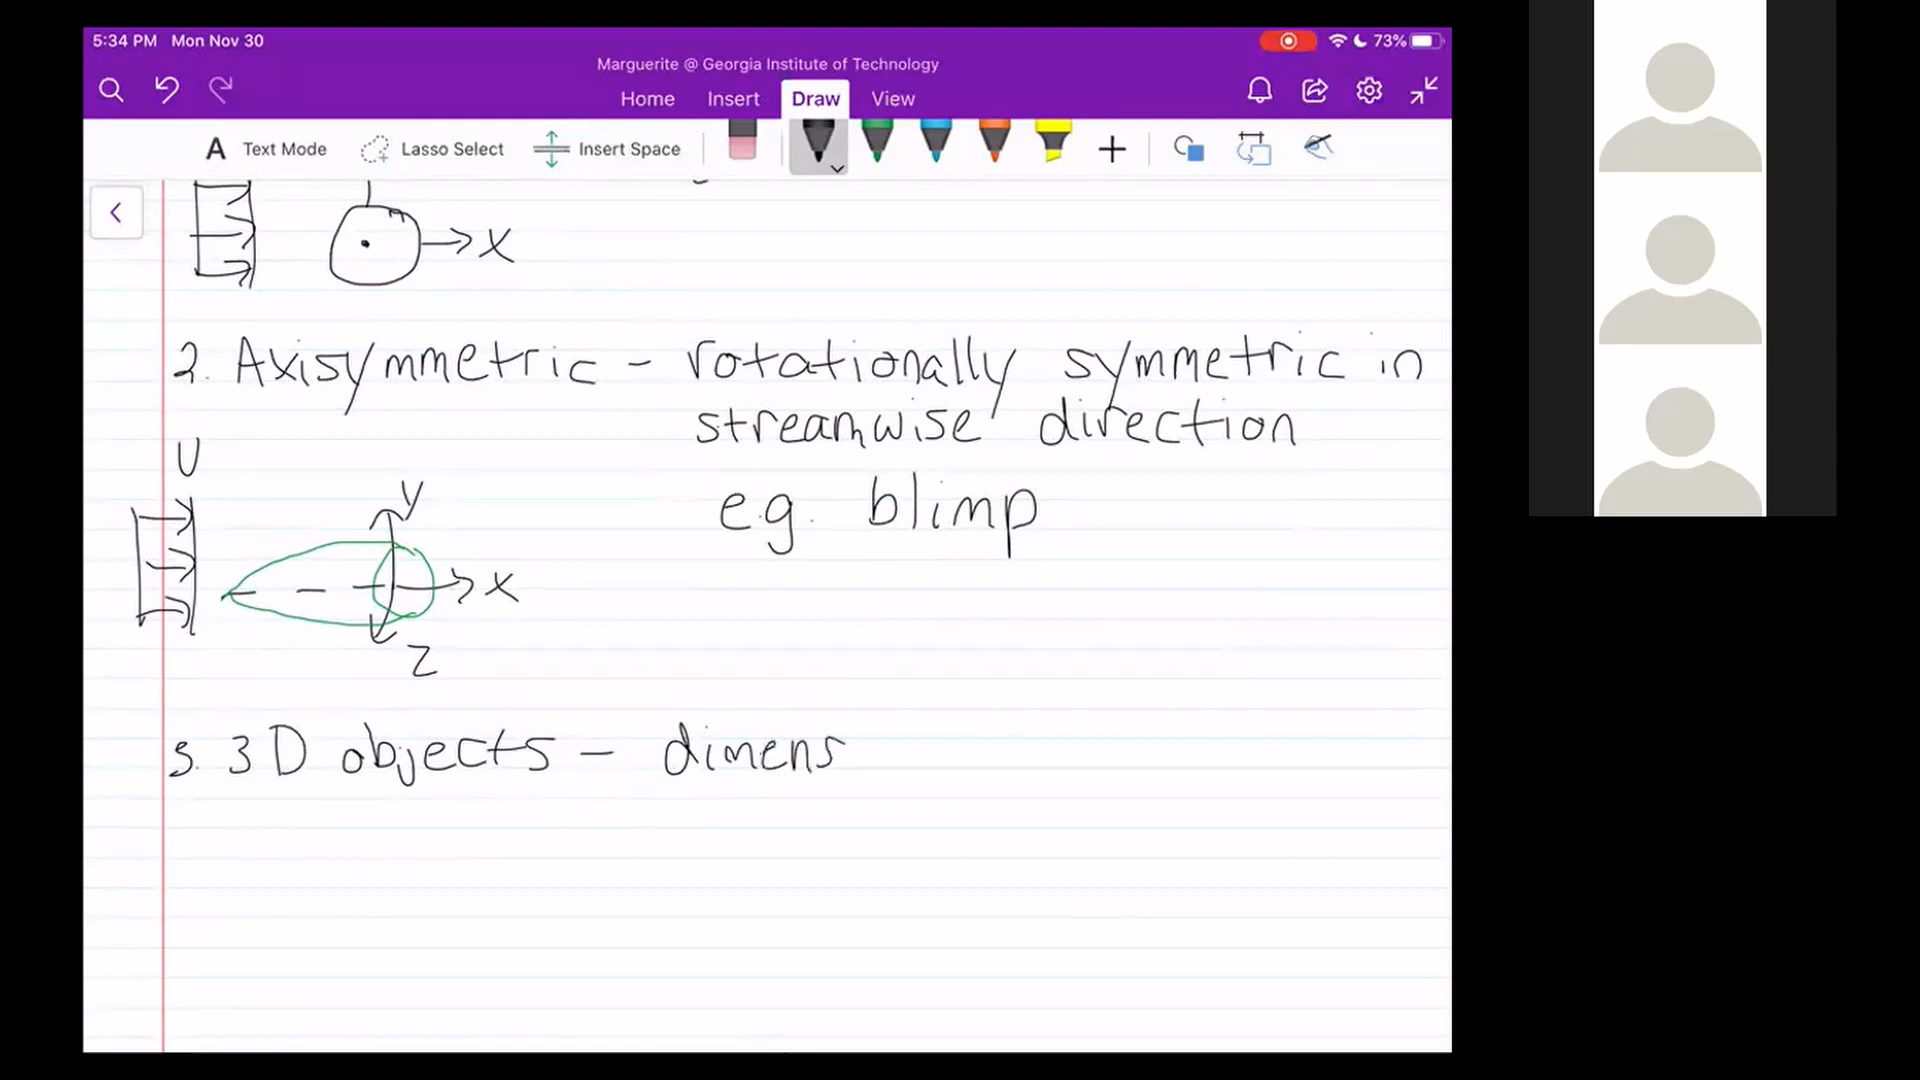 5:34 PM Mon Nov 30
73%
Marguerite @ Georgia Institute of Technology
Home Insert Draw View
A Text Mode Lasso Select Insert Space
X
2. Axisymmetric - rotationally symmetric in
streamwise direction
U
y
e.g. blimp
X
Z
3. 3D objects - dimens